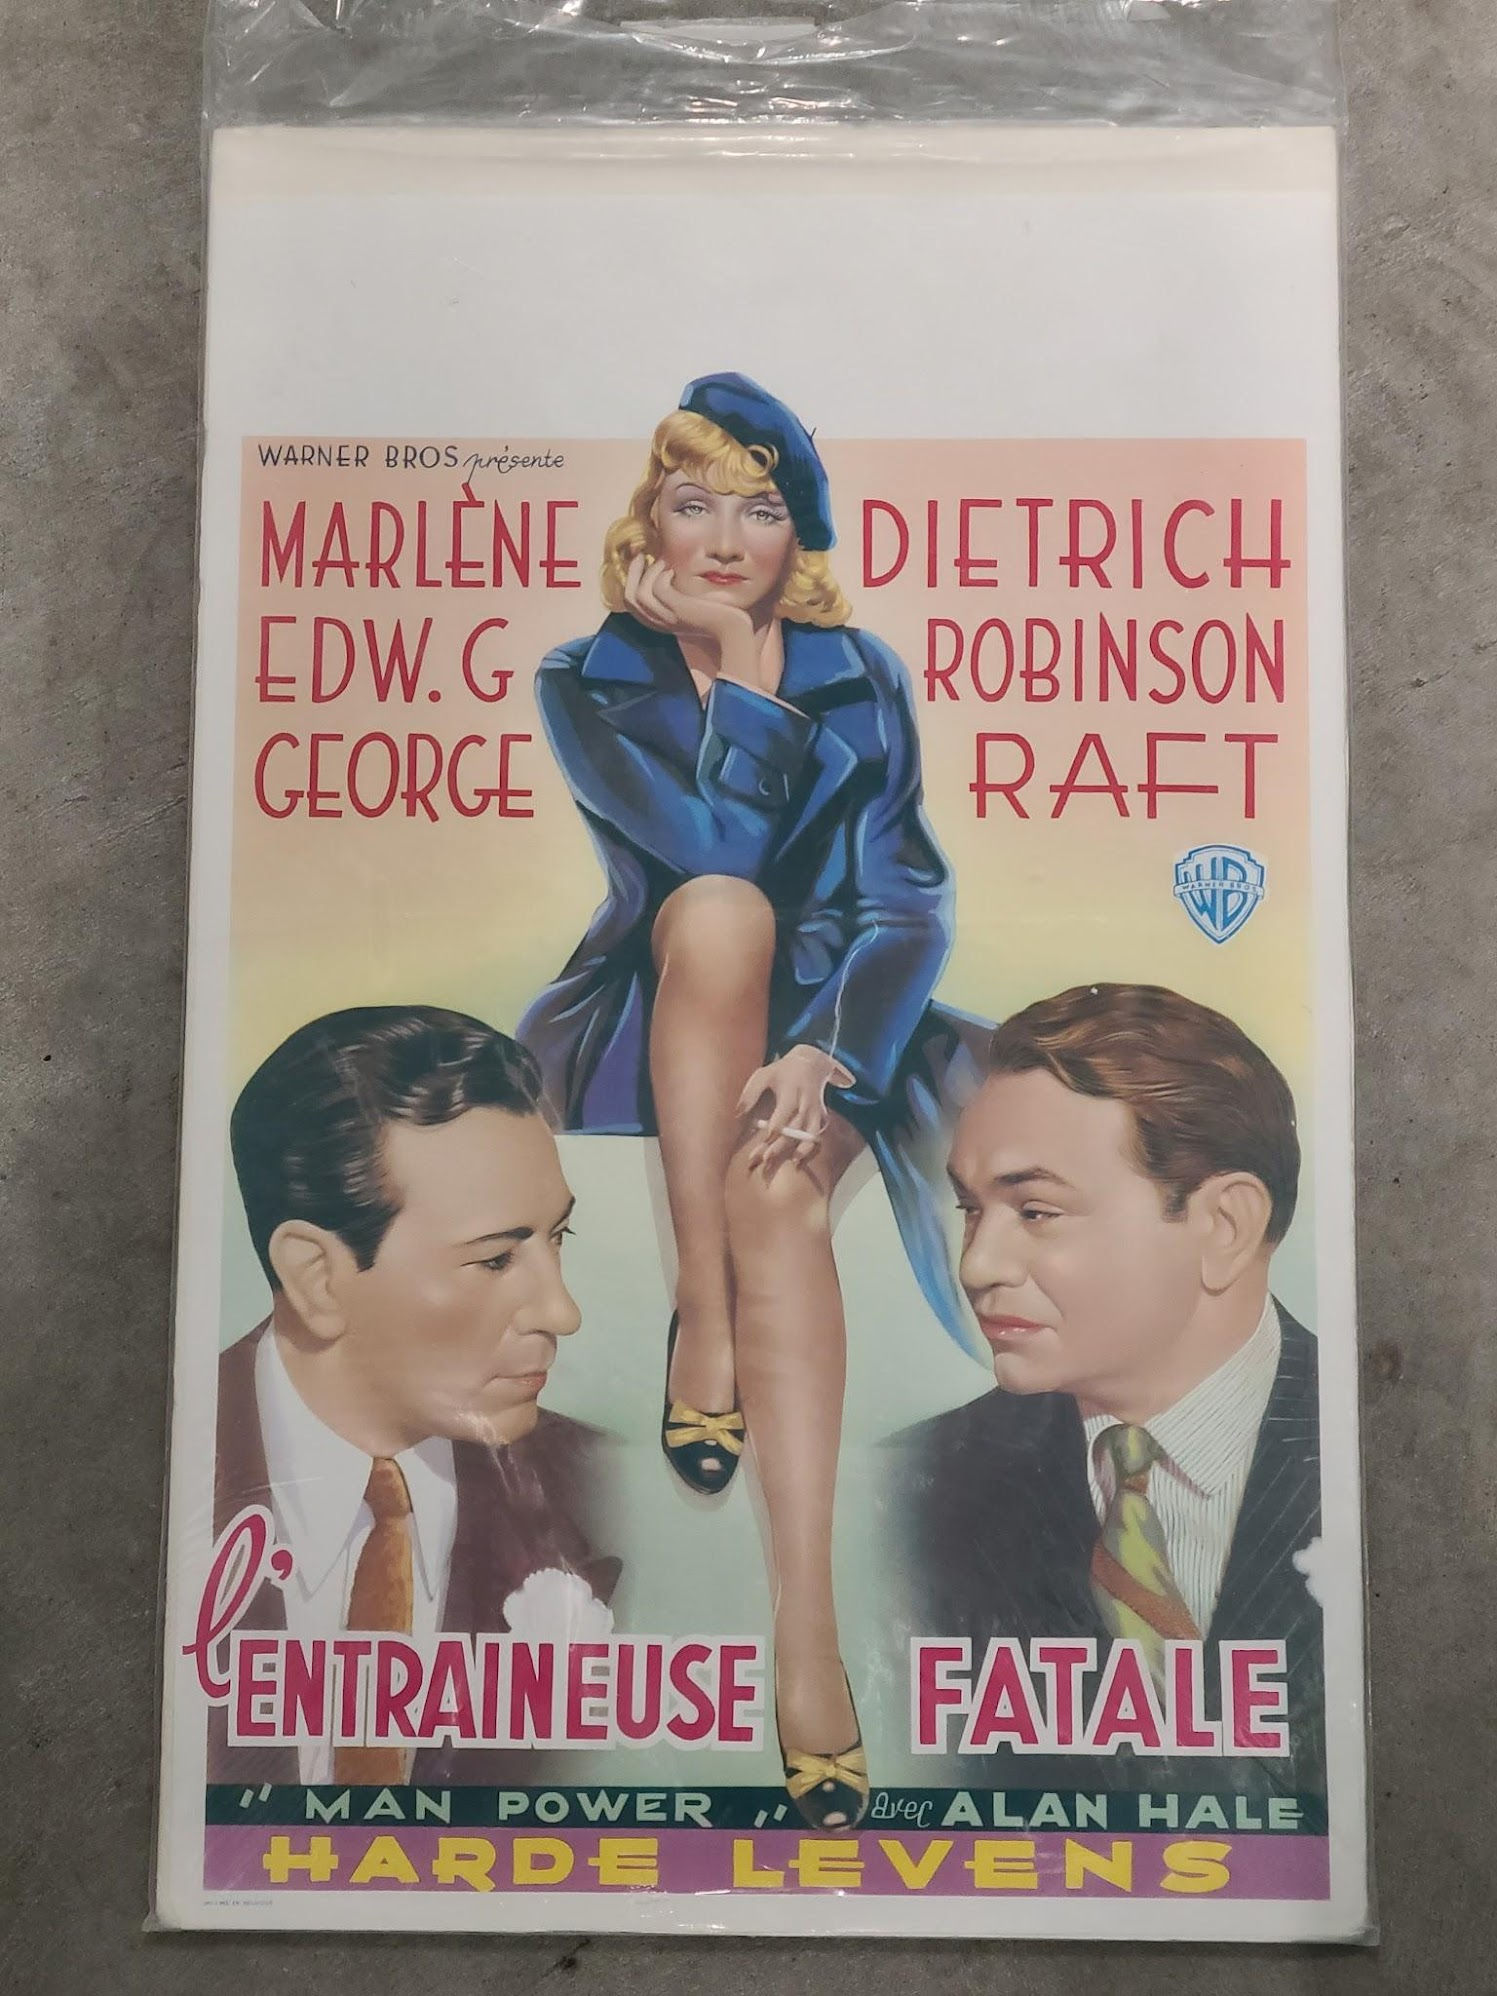 WARNER BROS présente
MARLÈNE DIETRICH
EDW. G ROBINSON
GEORGE RAFT
WB
WARNER BROS
l'ENTRAINEUSE FATALE
"MAN POWER" avec ALAN HALE
HARDE LEVENS